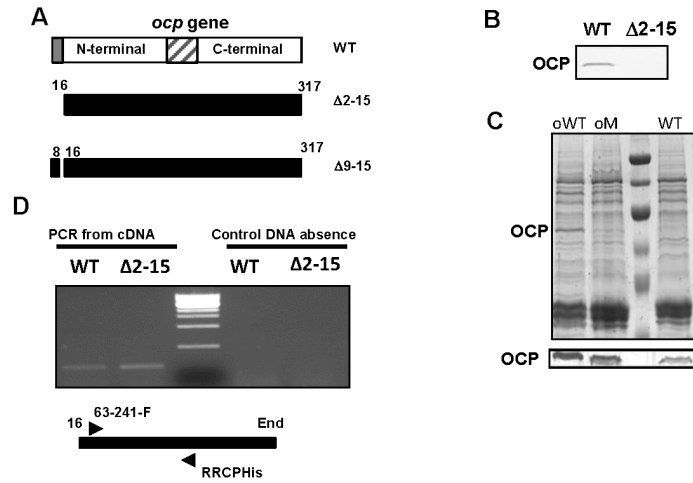 A
ocp gene
N-terminal C-terminal WT
16 317
Δ2-15
8 16 317
Δ9-15
B
WT Δ2-15
OCP
C
oWT oM WT
OCP
OCP
D
PCR from cDNA Control DNA absence
WT Δ2-15 WT Δ2-15
63-241-F
16 End
RRCPHis